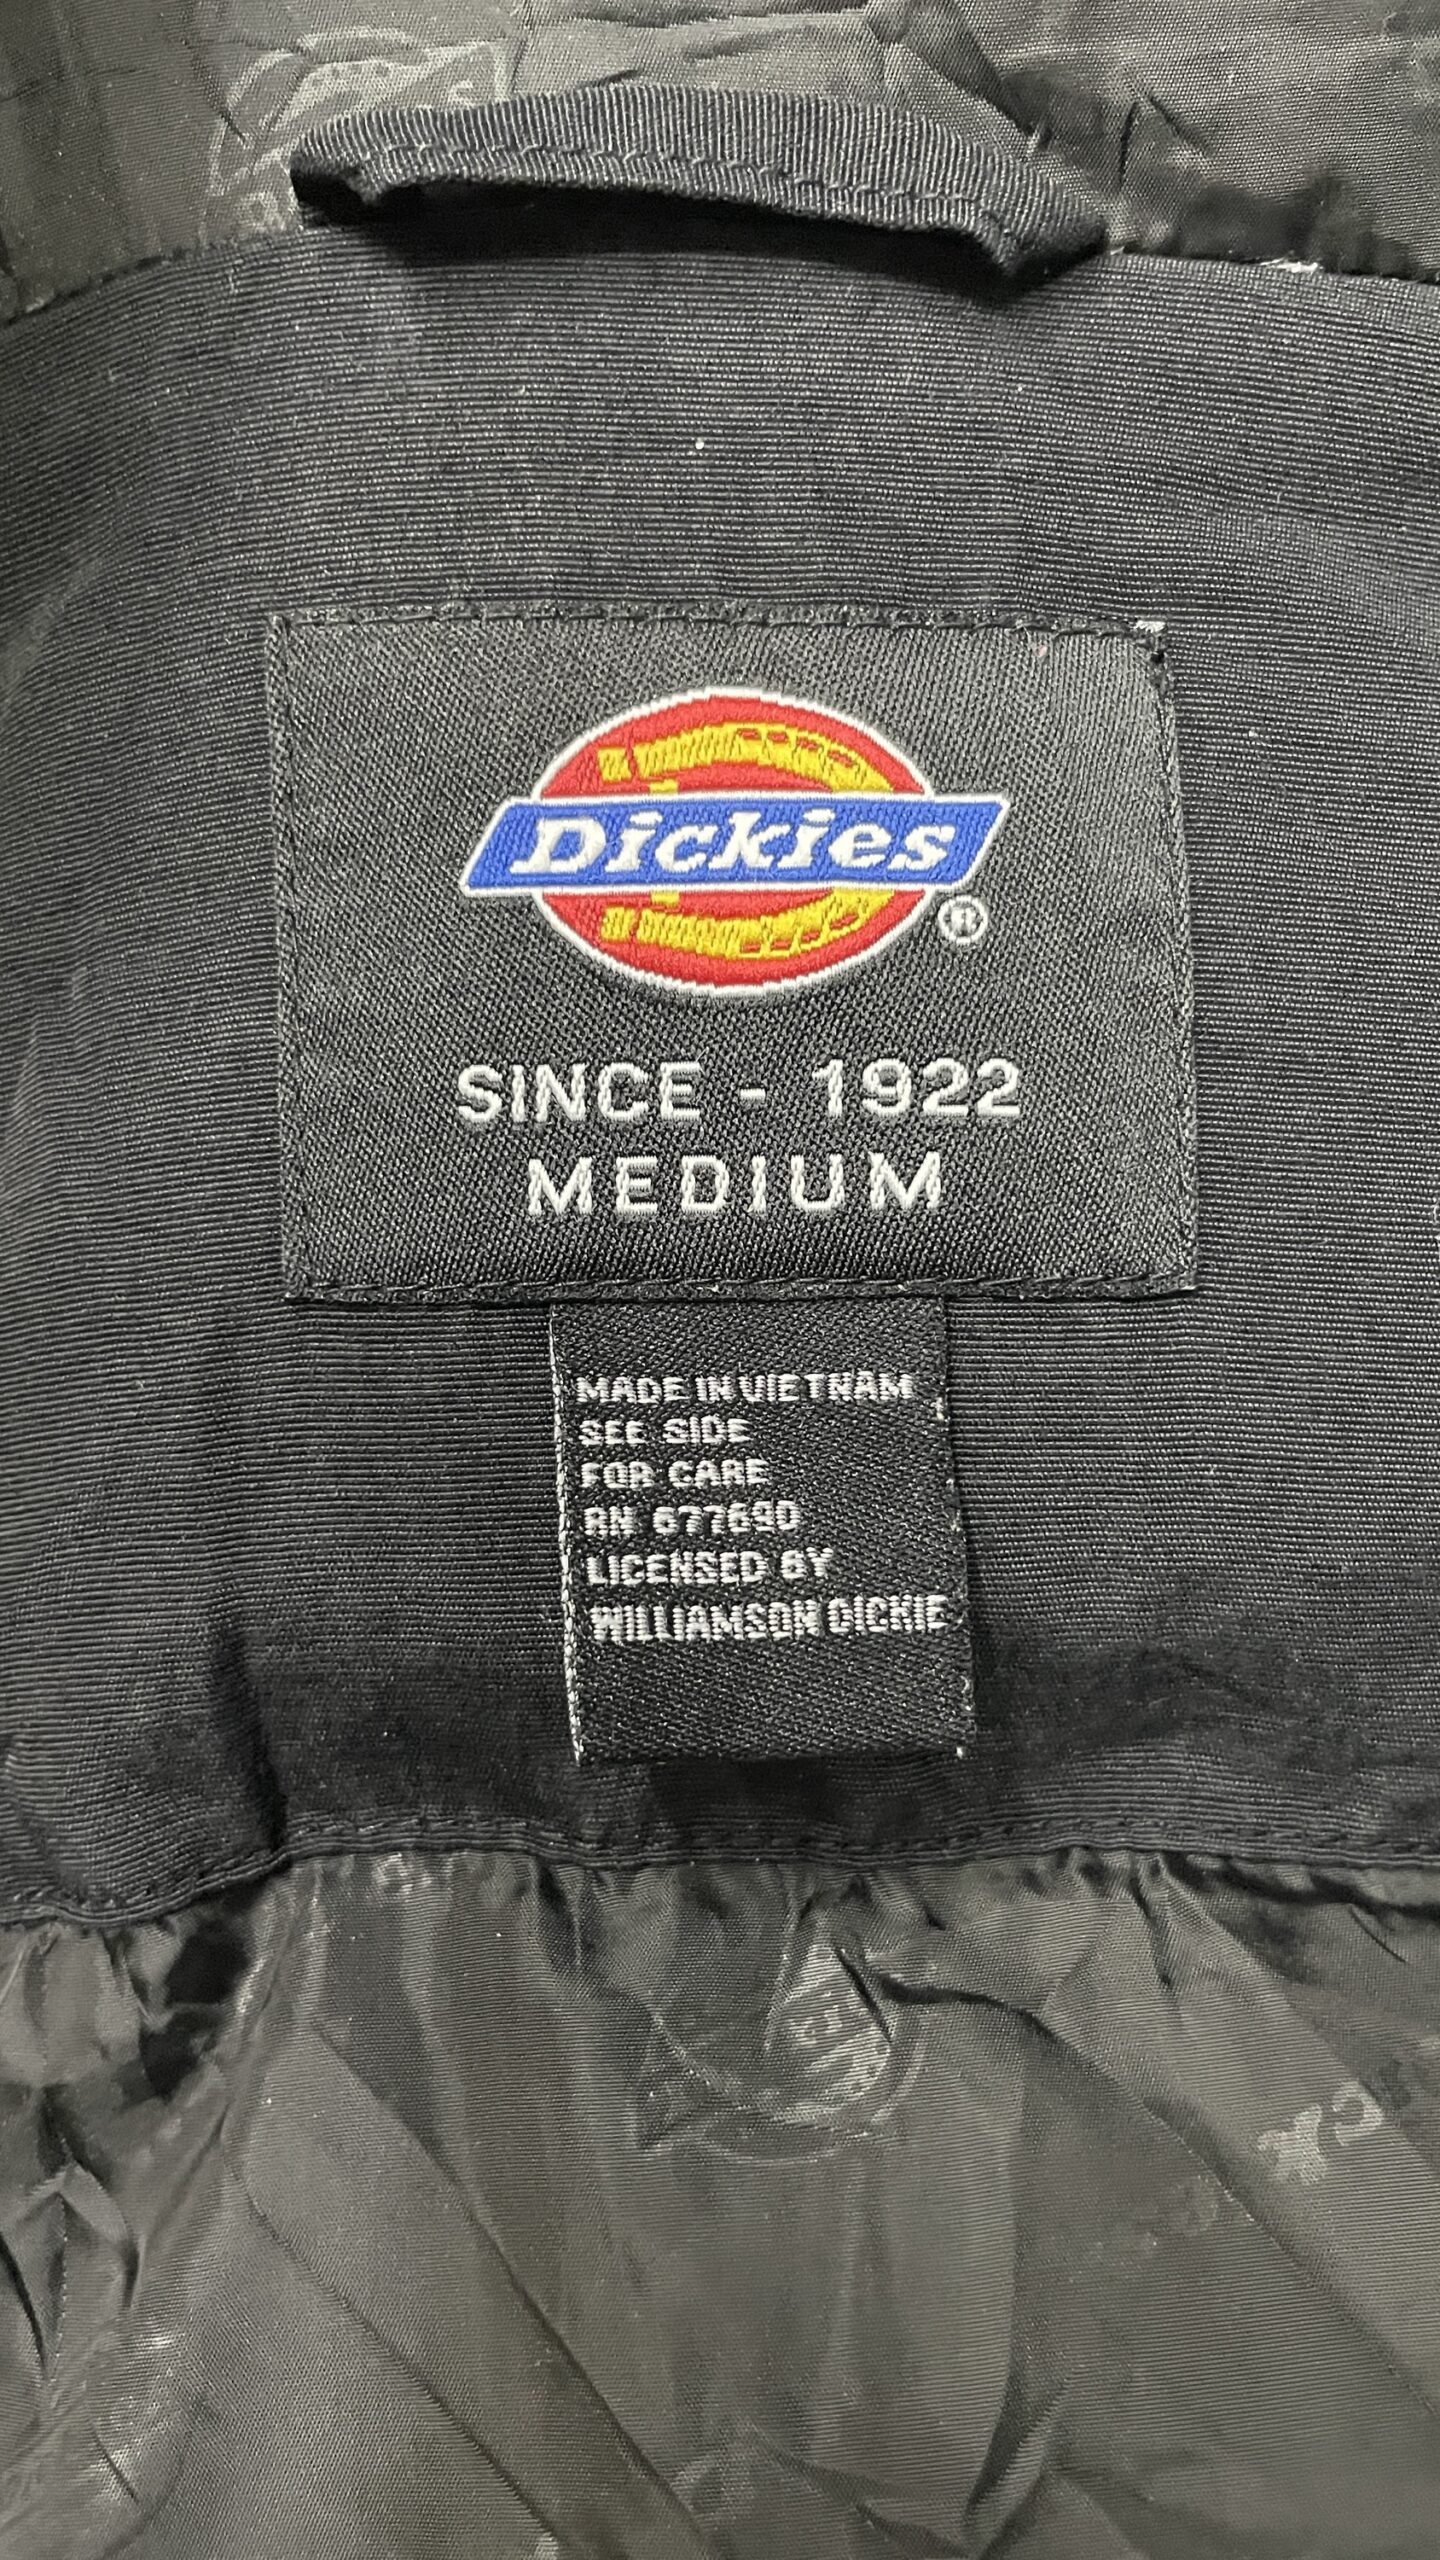 Dickies®
SINCE - 1922
MEDIUM
MADE IN VIETNAM
SEE SIDE
FOR CARE
RN 677690
LICENSED BY
WILLIAMSON DICKIE